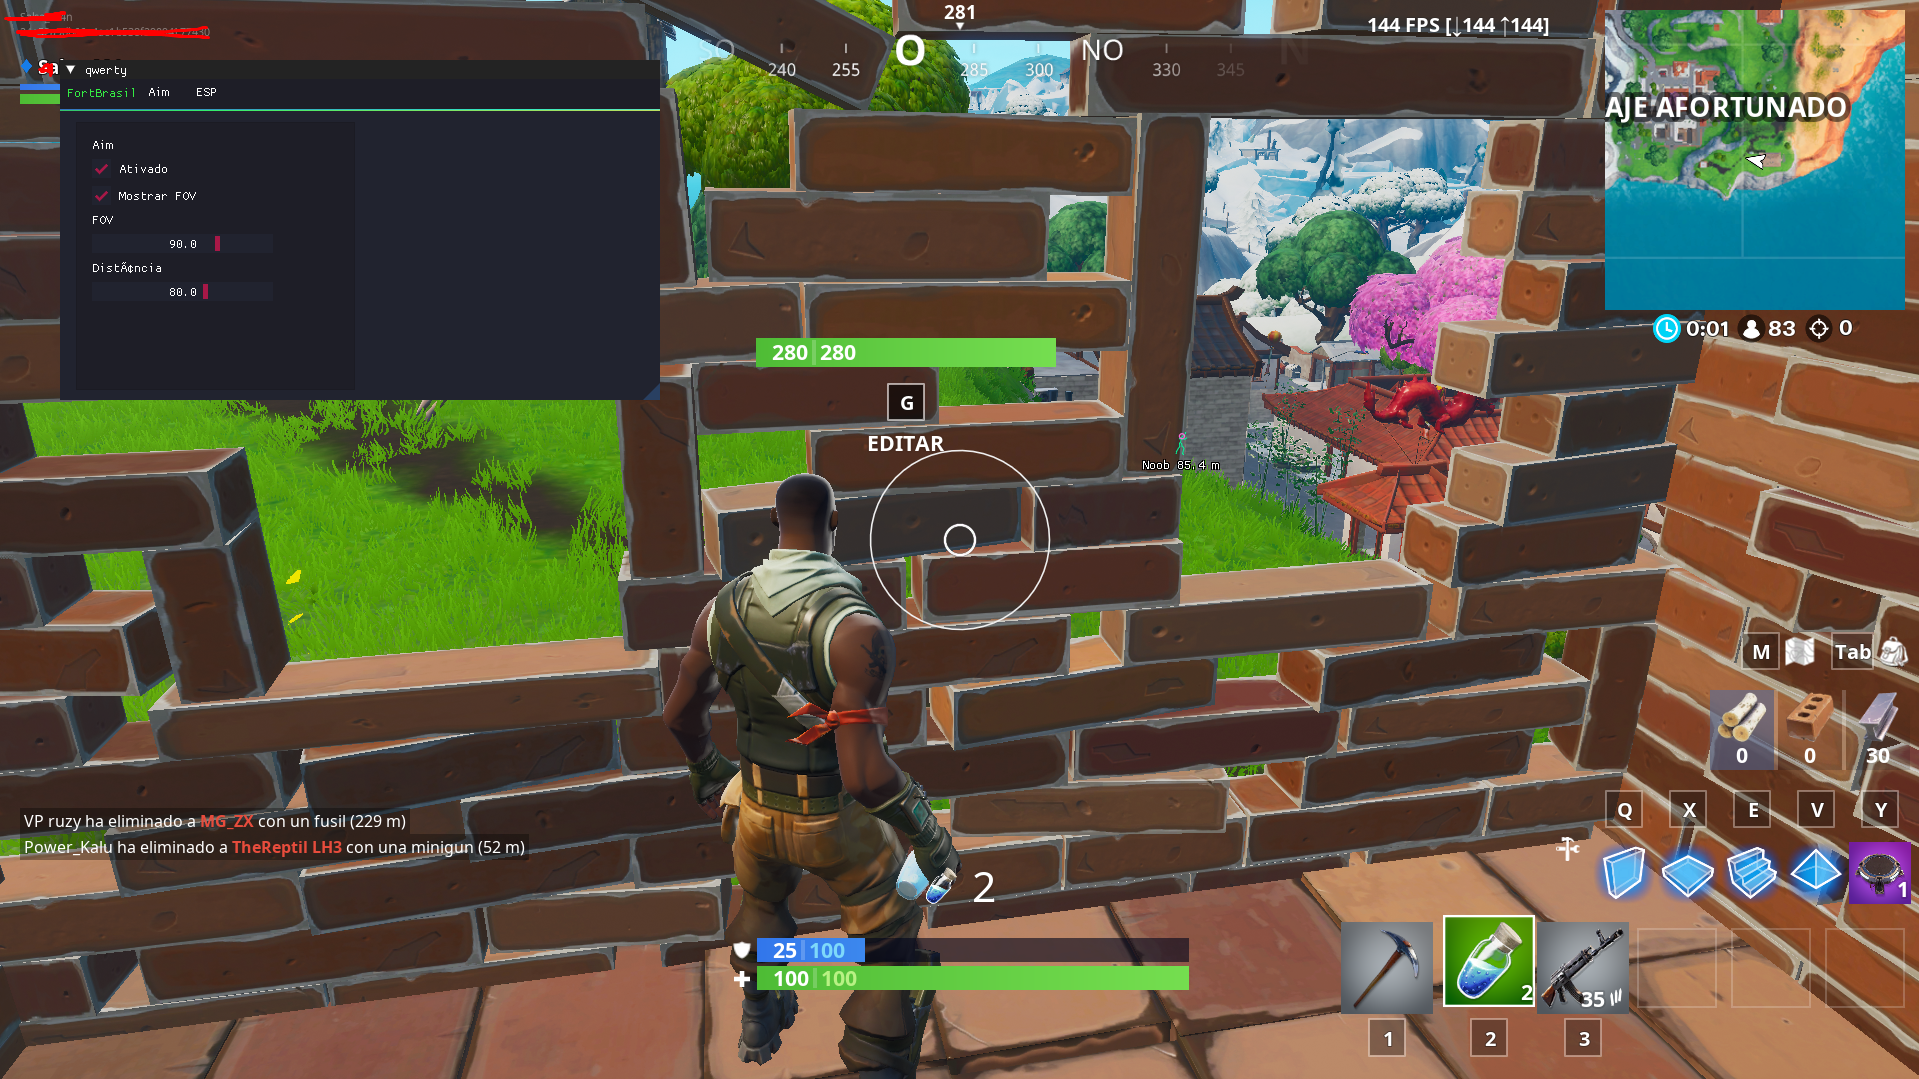 281
144 FPS [↓144 ↑144]
SO
240
255
O
285
300
NO
330
345
N
Sa
qwerty
FortBrasil Aim ESP
AJE AFORTUNADO
Aim
Ativado
Mostrar FOV
FOV
90.0
DistÃ¢ncia
80.0
0:01 83 0
280 | 280
G
EDITAR
Noob 85.4 m
M Tab
0 0 30
Q X E V Y
VP ruzy ha eliminado a MG_ZX con un fusil (229 m)
Power_Kalu ha eliminado a TheReptil LH3 con una minigun (52 m)
2
1
25 | 100
100 | 100
2 35
1 2 3